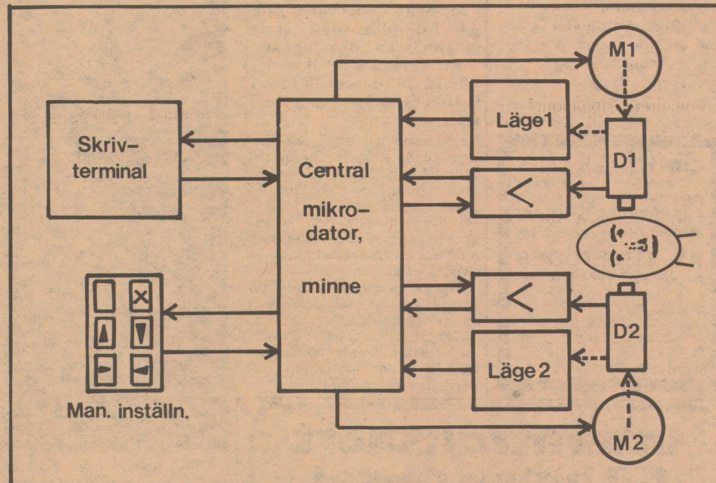 M1
Skriv-
terminal
Central
mikro-
dator,
minne
Läge1
D1
<
<
D2
Läge2
M2
Man. inställn.